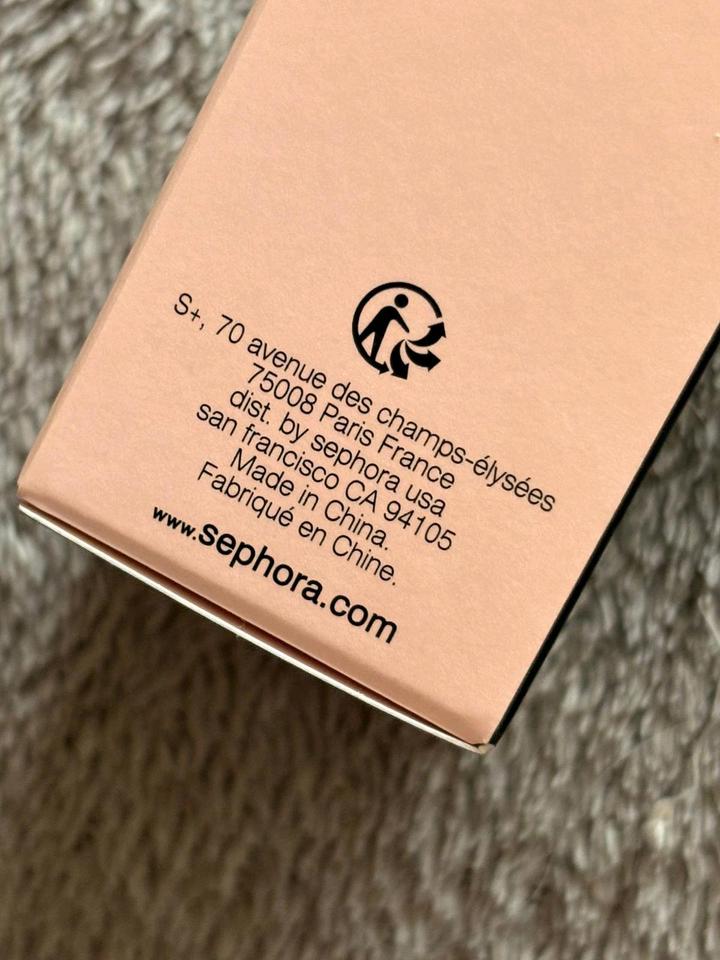 S+, 70 avenue des champs-élysées
75008 Paris France
dist. by sephora usa
san francisco CA 94105
Made in China.
Fabriqué en Chine.
www.sephora.com